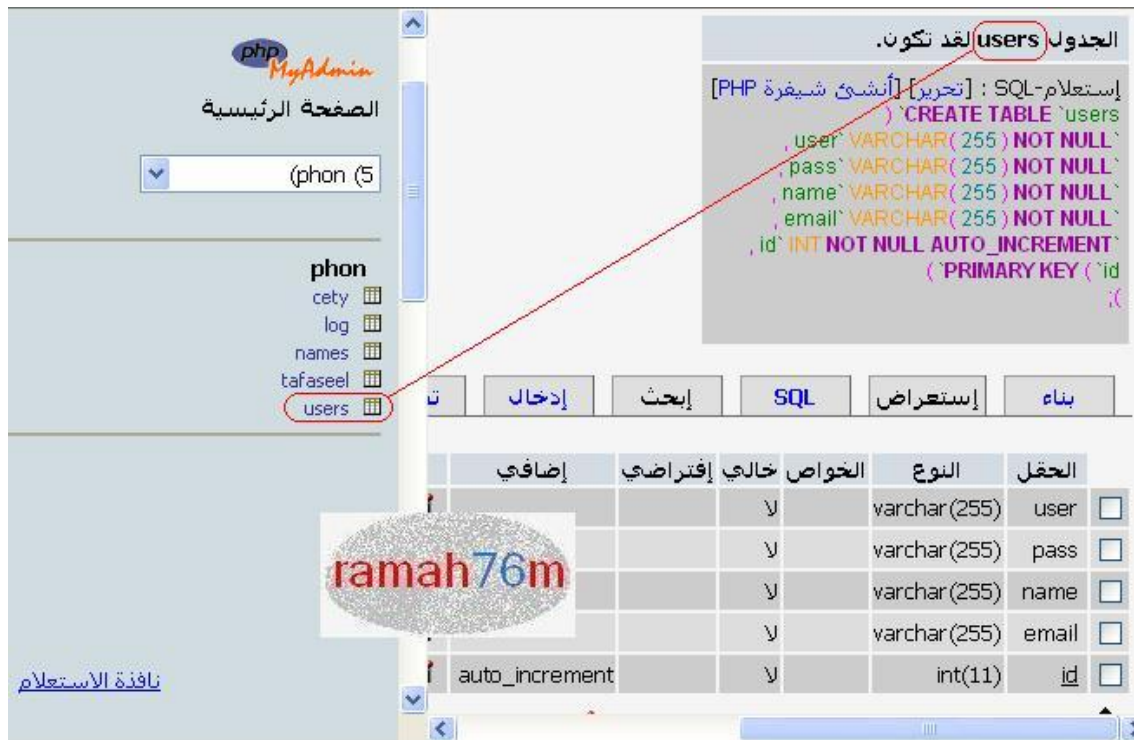 الجدول users لقد تكون.
إستعلام-SQL : [تحرير] [أنشئ شيفرة PHP]
CREATE TABLE `users` (
`user` VARCHAR( 255 ) NOT NULL ,
`pass` VARCHAR( 255 ) NOT NULL ,
`name` VARCHAR( 255 ) NOT NULL ,
`email` VARCHAR( 255 ) NOT NULL ,
`id` INT NOT NULL AUTO_INCREMENT ,
PRIMARY KEY ( `id` )
);
بناء إستعراض SQL إبحث إدخال
الحقل النوع الخواص خالي إفتراضي إضافي
user varchar(255) لا
pass varchar(255) لا
name varchar(255) لا
email varchar(255) لا
id int(11) لا auto_increment
php
MyAdmin
الصفحة الرئيسية
phon (5)
phon
cety
log
names
tafaseel
users
نافذة الاستعلام
ramah76m